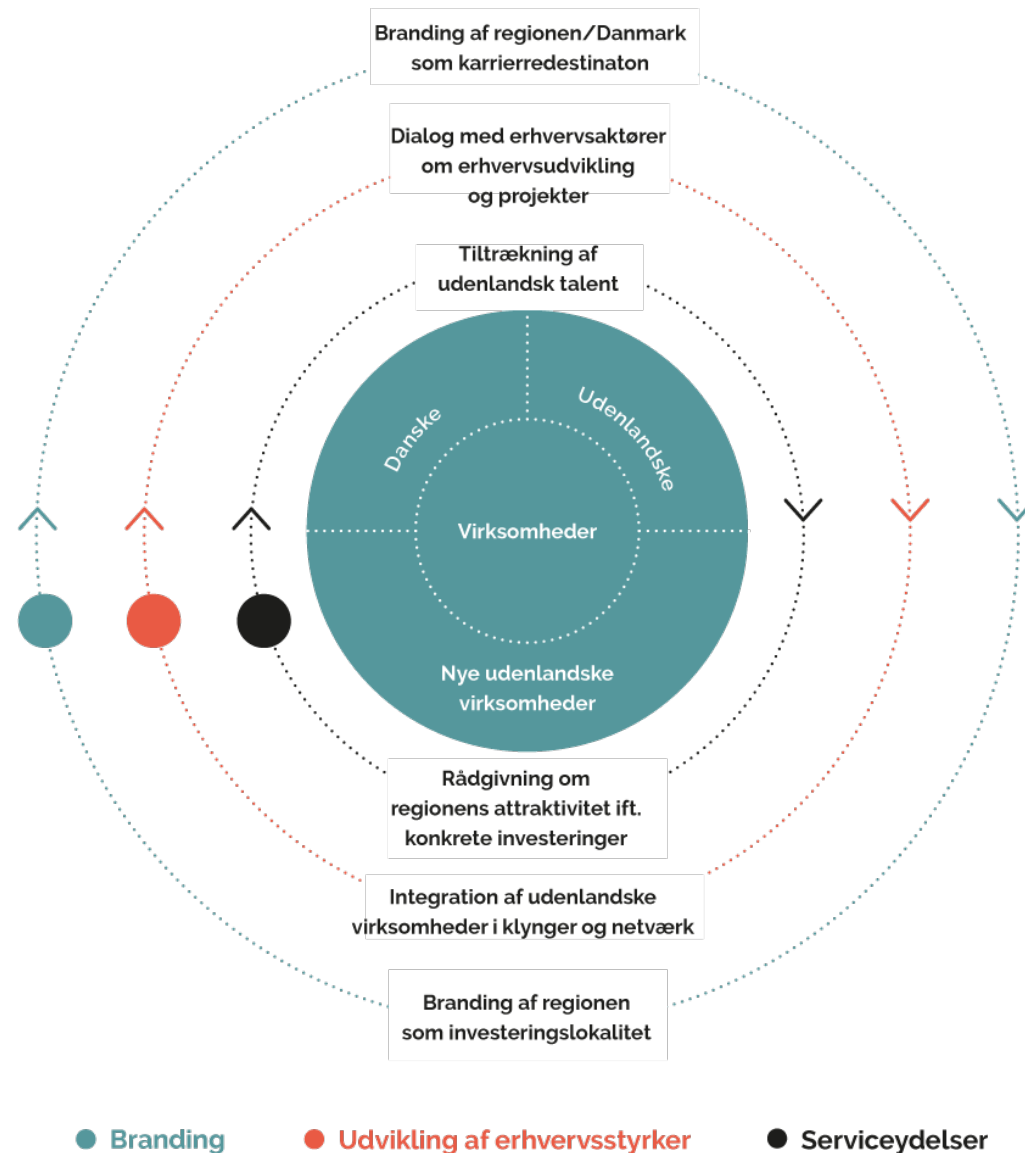 Branding af regionen/Danmark
som karrierredestinaton
Dialog med erhvervsaktører
om erhvervsudvikling
og projekter
Tiltrækning af
udenlandsk talent
Danske
Udenlandske
Virksomheder
Nye udenlandske
virksomheder
Rådgivning om
regionens attraktivitet ift.
konkrete investeringer
Integration af udenlandske
virksomheder i klynger og netværk
Branding af regionen
som investeringslokalitet
Branding
Udvikling af erhvervsstyrker
Serviceydelser